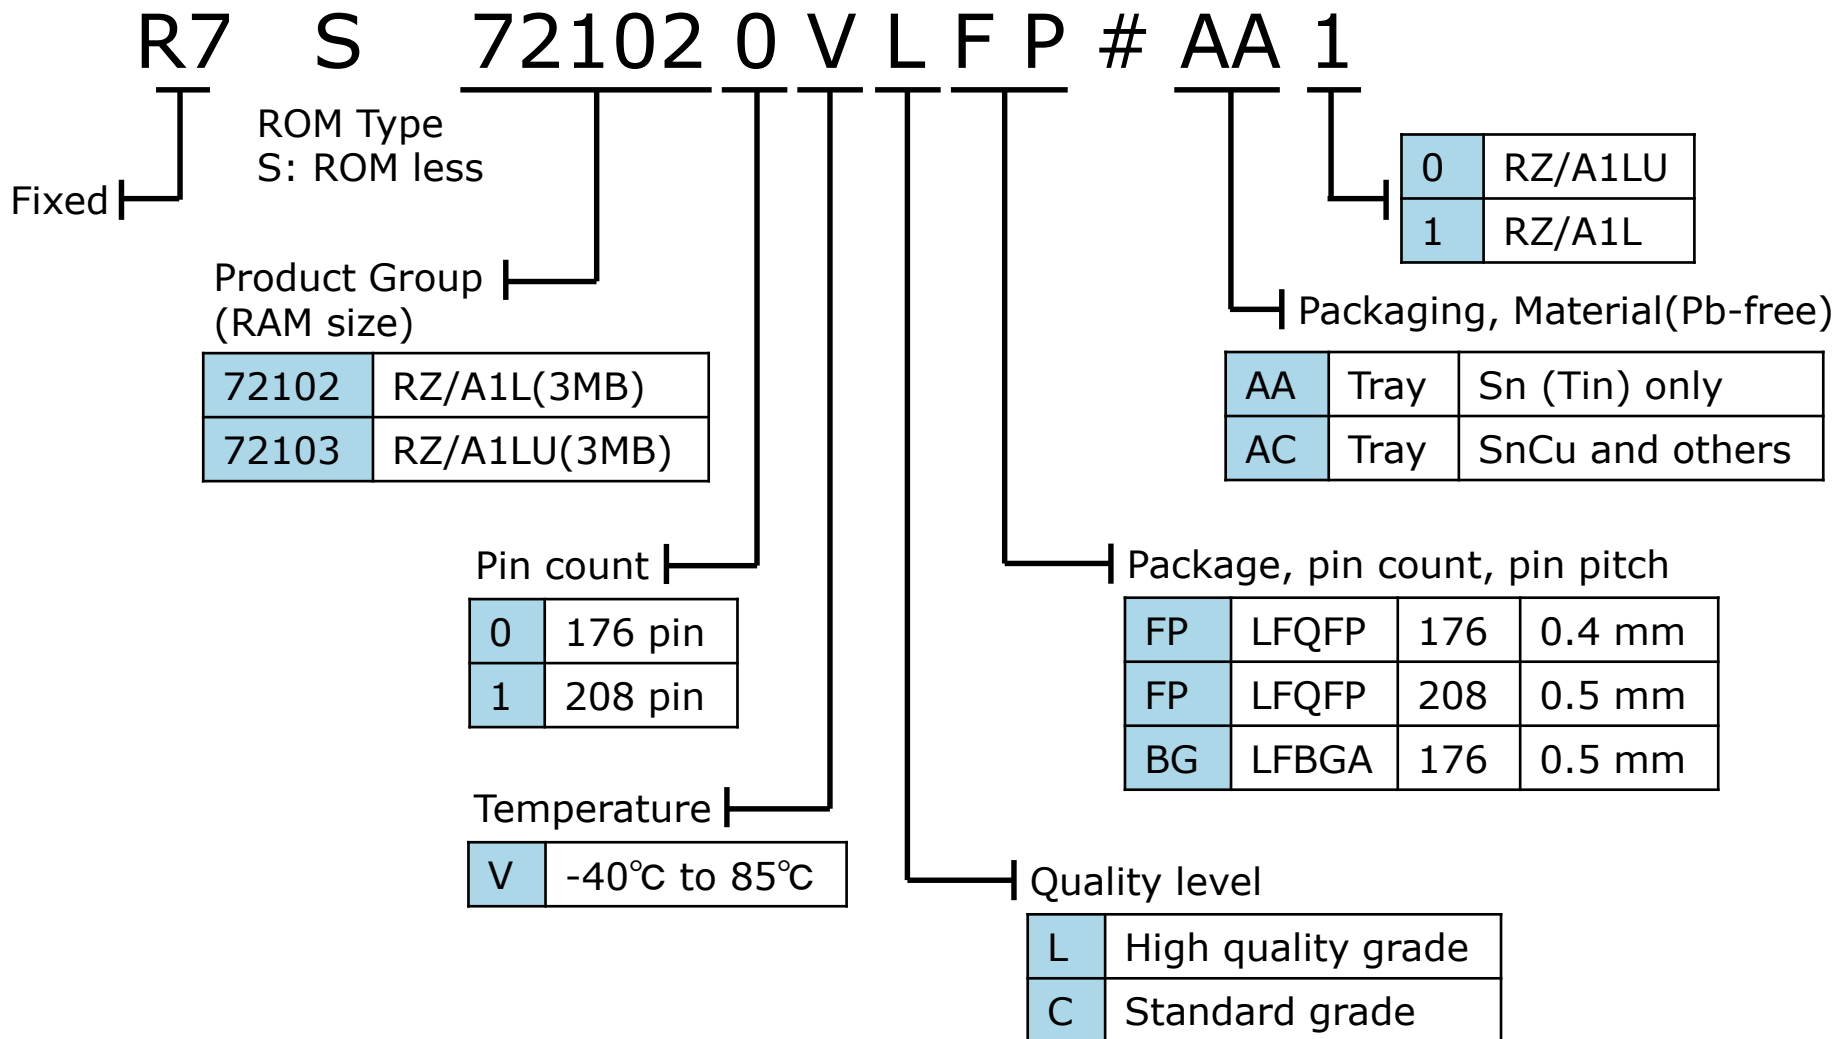 R7 S 72102 0 V L F P # AA 1
ROM Type
S: ROM less
Fixed
0 RZ/A1LU
1 RZ/A1L
Product Group
(RAM size)
72102 RZ/A1L(3MB)
72103 RZ/A1LU(3MB)
Packaging, Material(Pb-free)
AA Tray Sn (Tin) only
AC Tray SnCu and others
Pin count
0 176 pin
1 208 pin
Package, pin count, pin pitch
FP LFQFP 176 0.4 mm
FP LFQFP 208 0.5 mm
BG LFBGA 176 0.5 mm
Temperature
V -40℃ to 85℃
Quality level
L High quality grade
C Standard grade